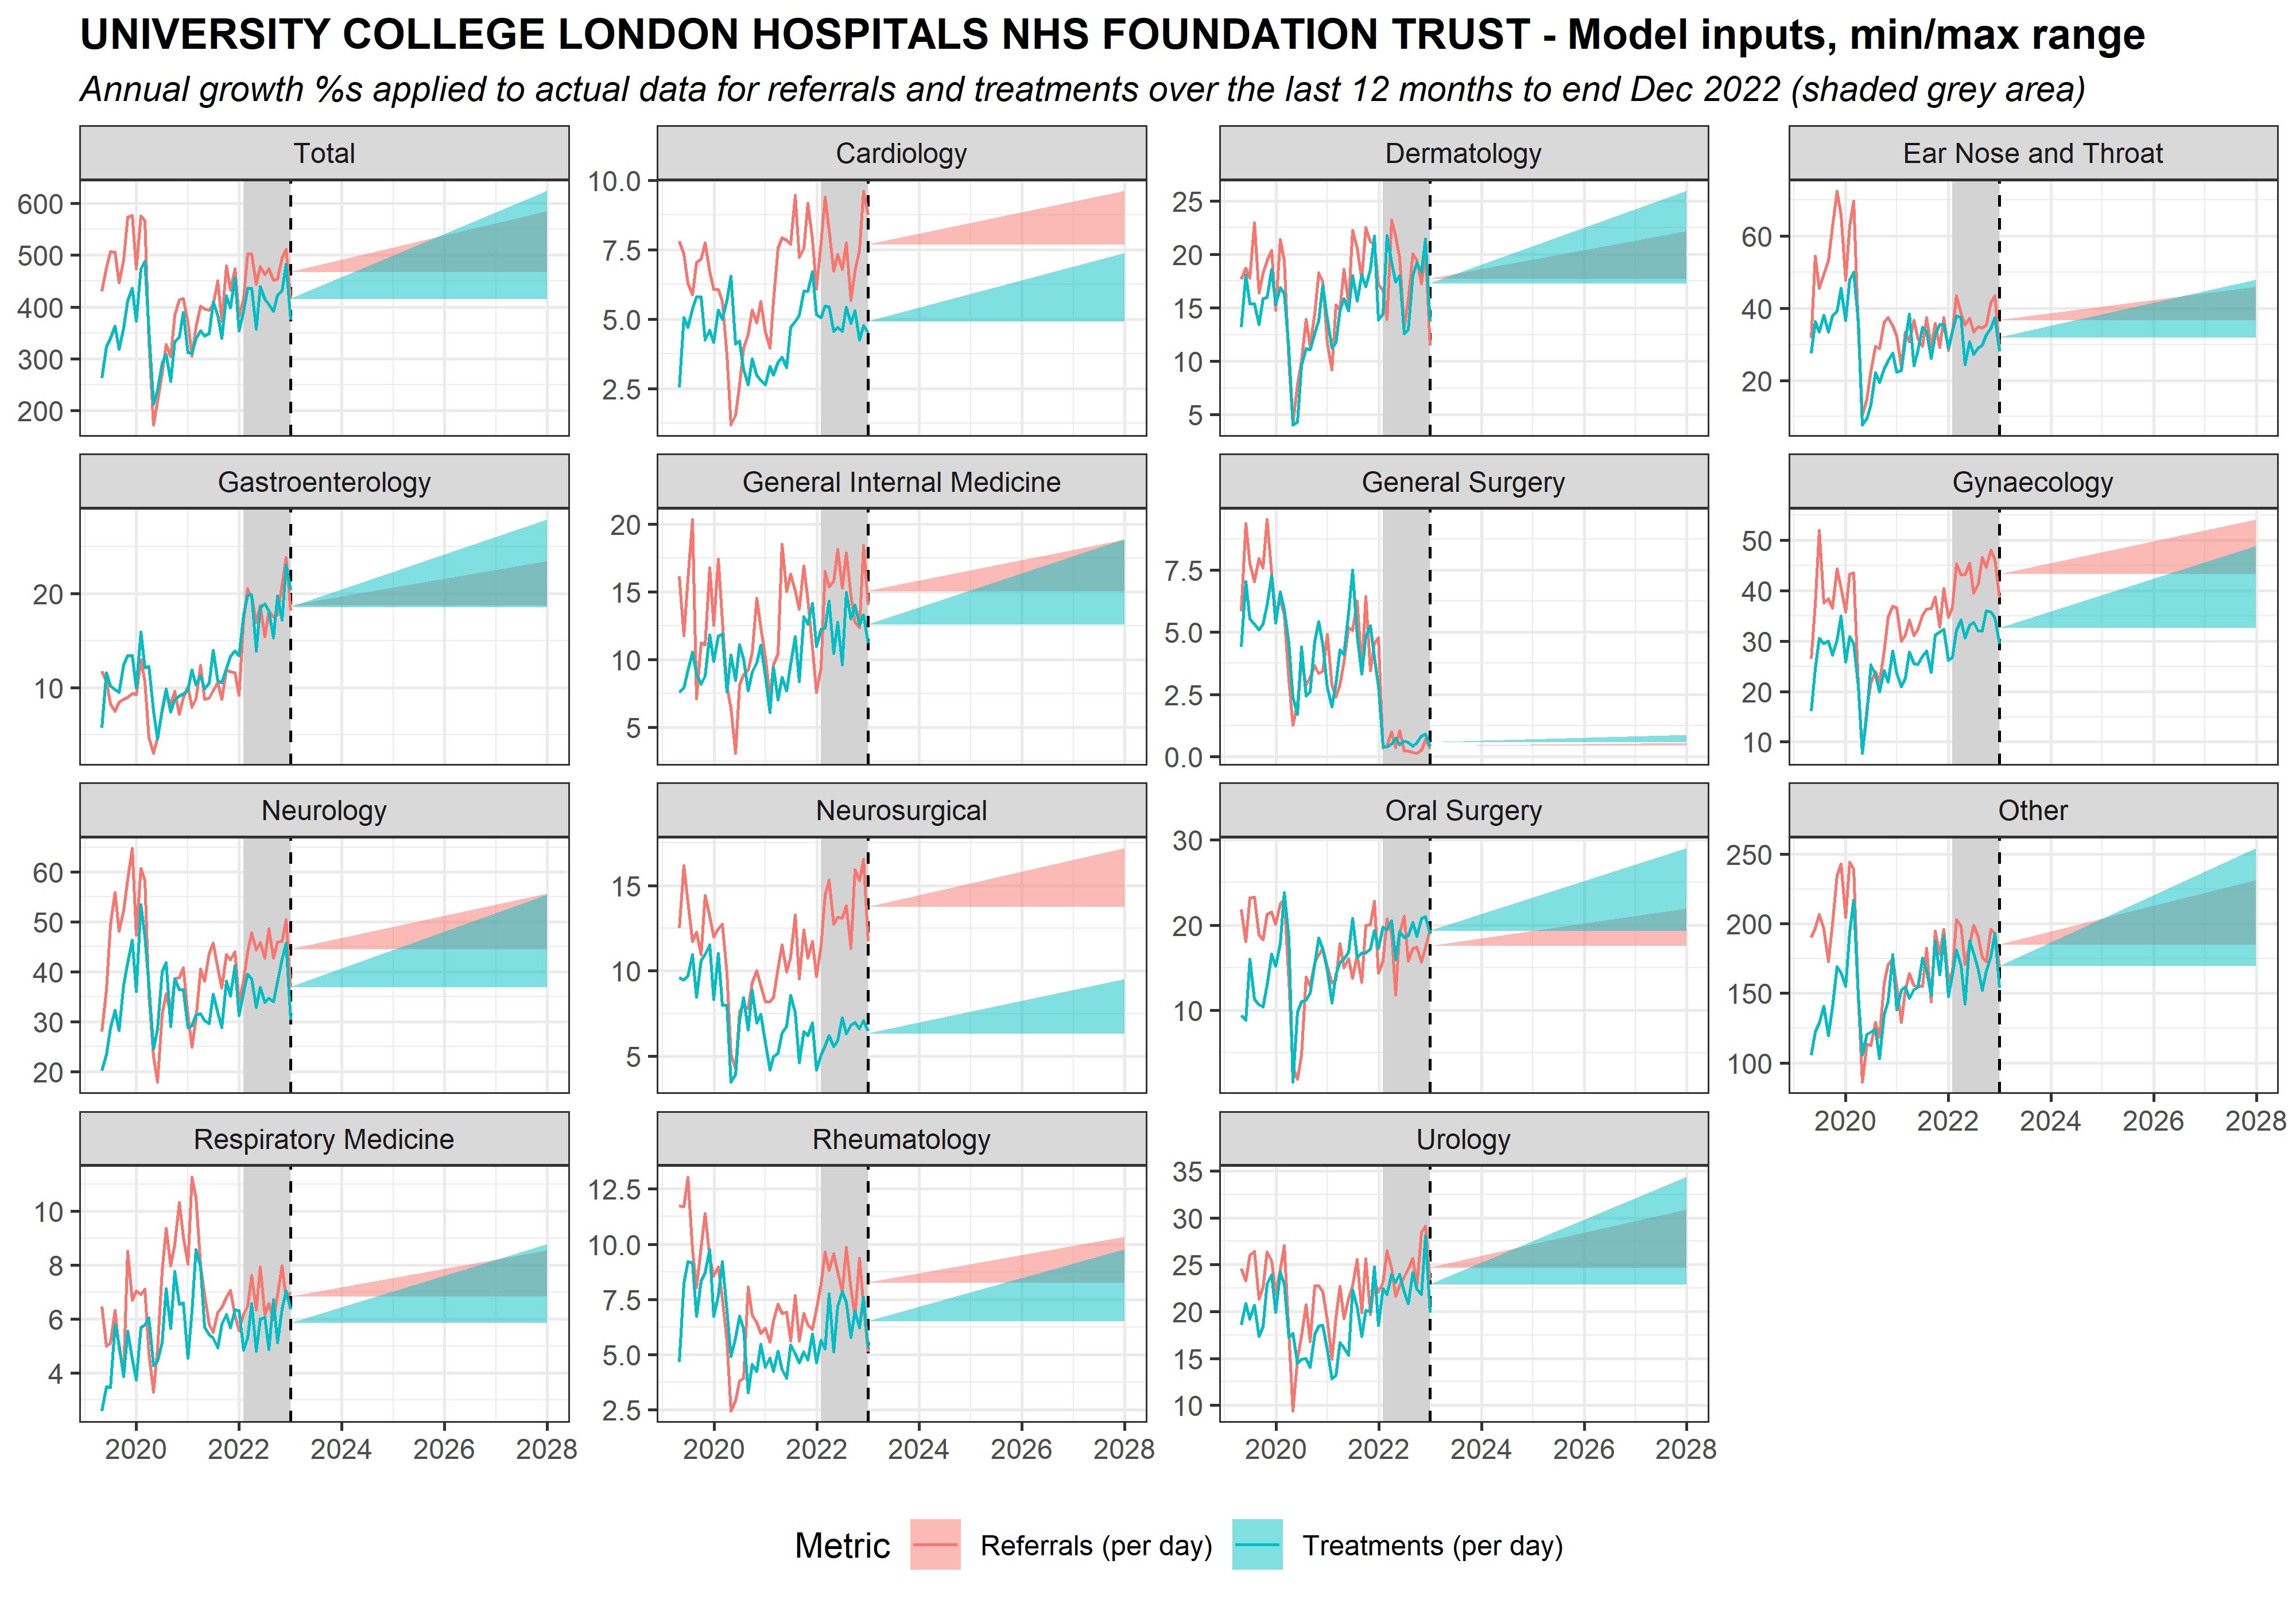 UNIVERSITY COLLEGE LONDON HOSPITALS NHS FOUNDATION TRUST - Model inputs, min/max range
Annual growth %s applied to actual data for referrals and treatments over the last 12 months to end Dec 2022 (shaded grey area)
Total
600
500
400
300
200
Cardiology
10.0
7.5
5.0
2.5
Dermatology
25
20
15
10
5
Ear Nose and Throat
60
40
20
Gastroenterology
20
10
General Internal Medicine
20
15
10
5
General Surgery
7.5
5.0
2.5
0.0
Gynaecology
50
40
30
20
10
Neurology
60
50
40
30
20
Neurosurgical
15
10
5
Oral Surgery
30
20
10
Other
250
200
150
100
2020 2022 2024 2026 2028
Respiratory Medicine
10
8
6
4
2020 2022 2024 2026 2028
Rheumatology
12.5
10.0
7.5
5.0
2.5
2020 2022 2024 2026 2028
Urology
35
30
25
20
15
10
2020 2022 2024 2026 2028
Metric Referrals (per day) Treatments (per day)